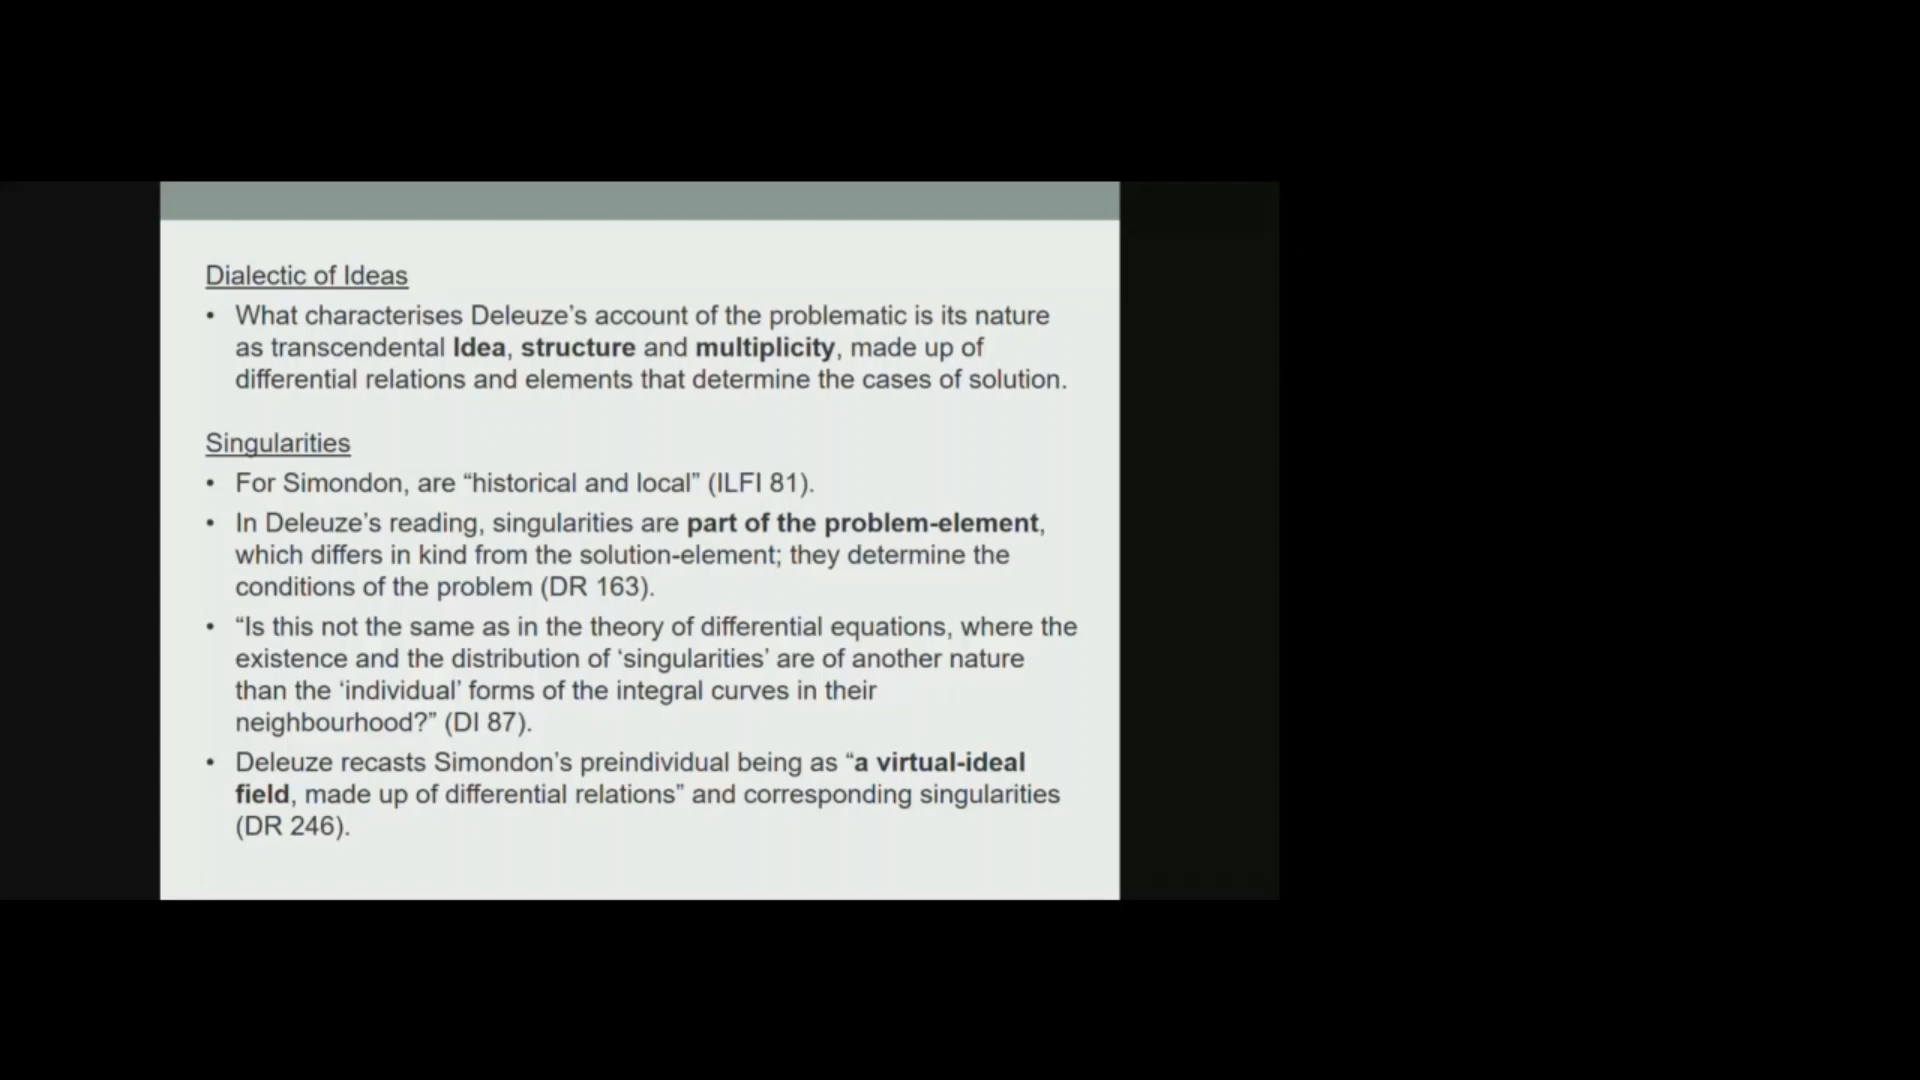 Dialectic of Ideas
• What characterises Deleuze’s account of the problematic is its nature
as transcendental Idea, structure and multiplicity, made up of
differential relations and elements that determine the cases of solution.
Singularities
• For Simondon, are “historical and local” (ILFI 81).
• In Deleuze’s reading, singularities are part of the problem-element,
which differs in kind from the solution-element; they determine the
conditions of the problem (DR 163).
• “Is this not the same as in the theory of differential equations, where the
existence and the distribution of ‘singularities’ are of another nature
than the ‘individual’ forms of the integral curves in their
neighbourhood?” (DI 87).
• Deleuze recasts Simondon’s preindividual being as “a virtual-ideal
field, made up of differential relations” and corresponding singularities
(DR 246).